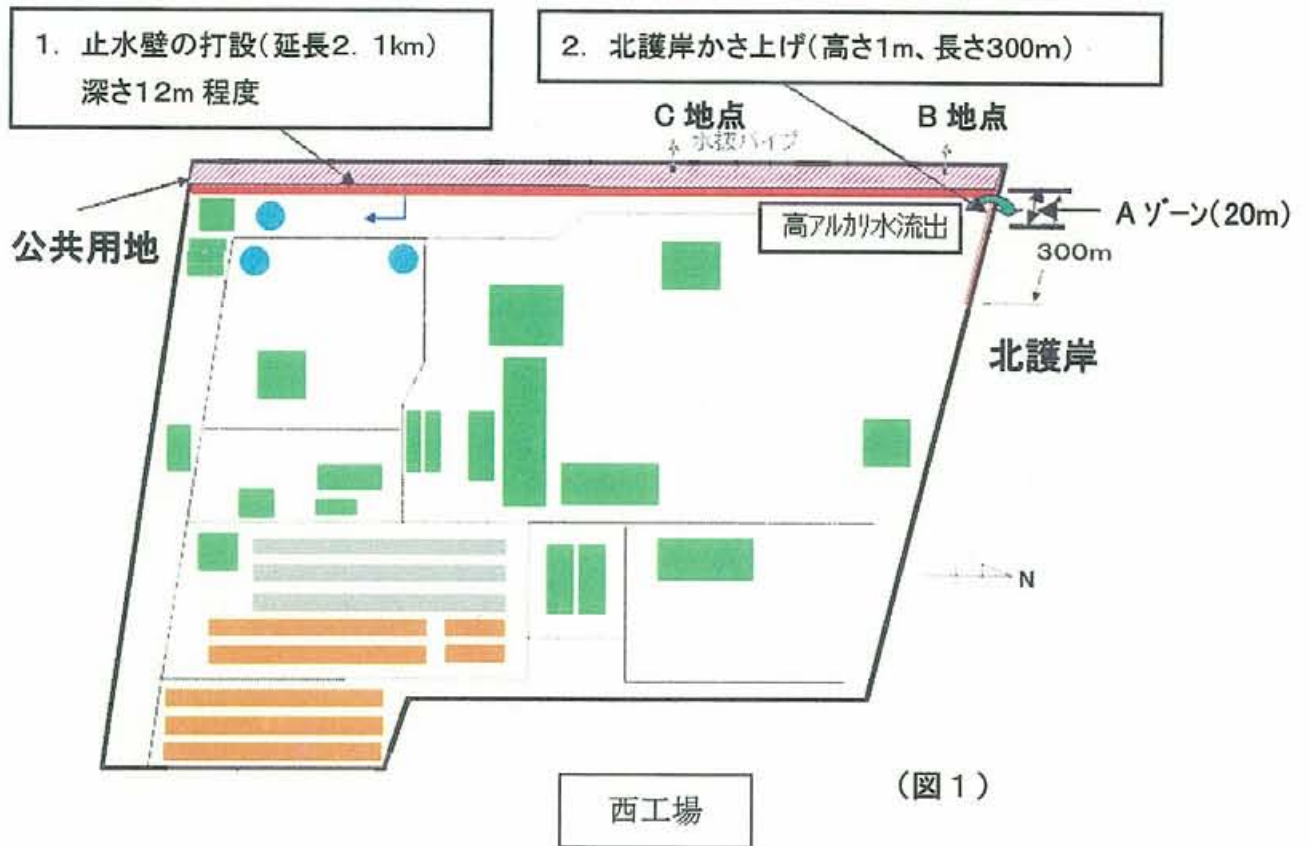 1. 止水壁の打設(延長2.1km)
深さ12m 程度
2. 北護岸かさ上げ(高さ1m、長さ300m)
C 地点
B 地点
水抜パイプ
公共用地
高アルカリ水流出
A ゾーン(20m)
300m
北護岸
N
(図1)
西工場